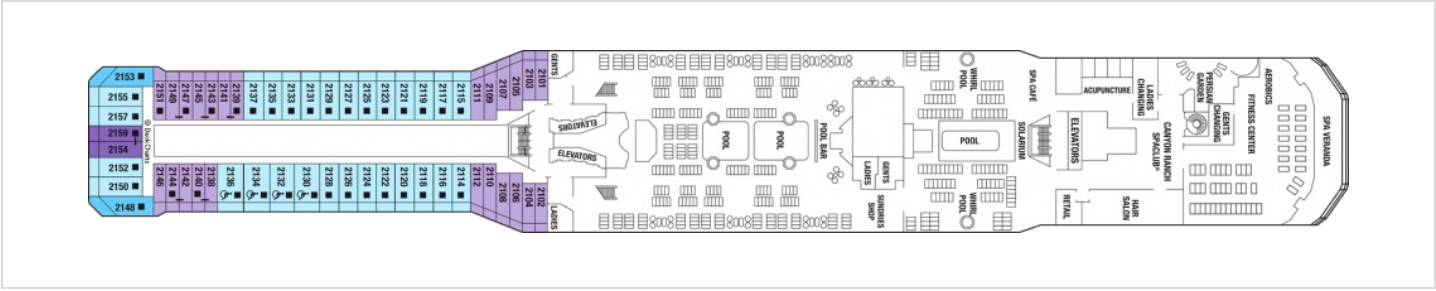 2153
2155
2157
2159
2154
2152
2150
2148
© Deck Charts
2151
2149
2147
2145
2143
2141
2139
2137
2135
2133
2131
2129
2127
2125
2123
2121
2119
2117
2115
2111
2109
2107
2105
2103
2101
2146
2144
2142
2140
2138
2136
2134
2132
2130
2128
2126
2124
2122
2120
2118
2116
2114
2112
2110
2108
2106
2104
2102
GENTS
LADIES
ELEVATORS
ELEVATORS
POOL
POOL
POOL BAR
LADIES
GENTS
SUNDRIES
SHOP
WHIRL
POOL
POOL
WHIRL
POOL
SOLARIUM
SPA CAFÉ
ELEVATORS
RETAIL
ACUPUNCTURE
LADIES
CHANGING
CANYON RANCH
SPACLUB®
HAIR
SALON
PERSIAN
GARDEN
GENTS
CHANGING
FITNESS CENTER
AEROBICS
SPA VERANDA